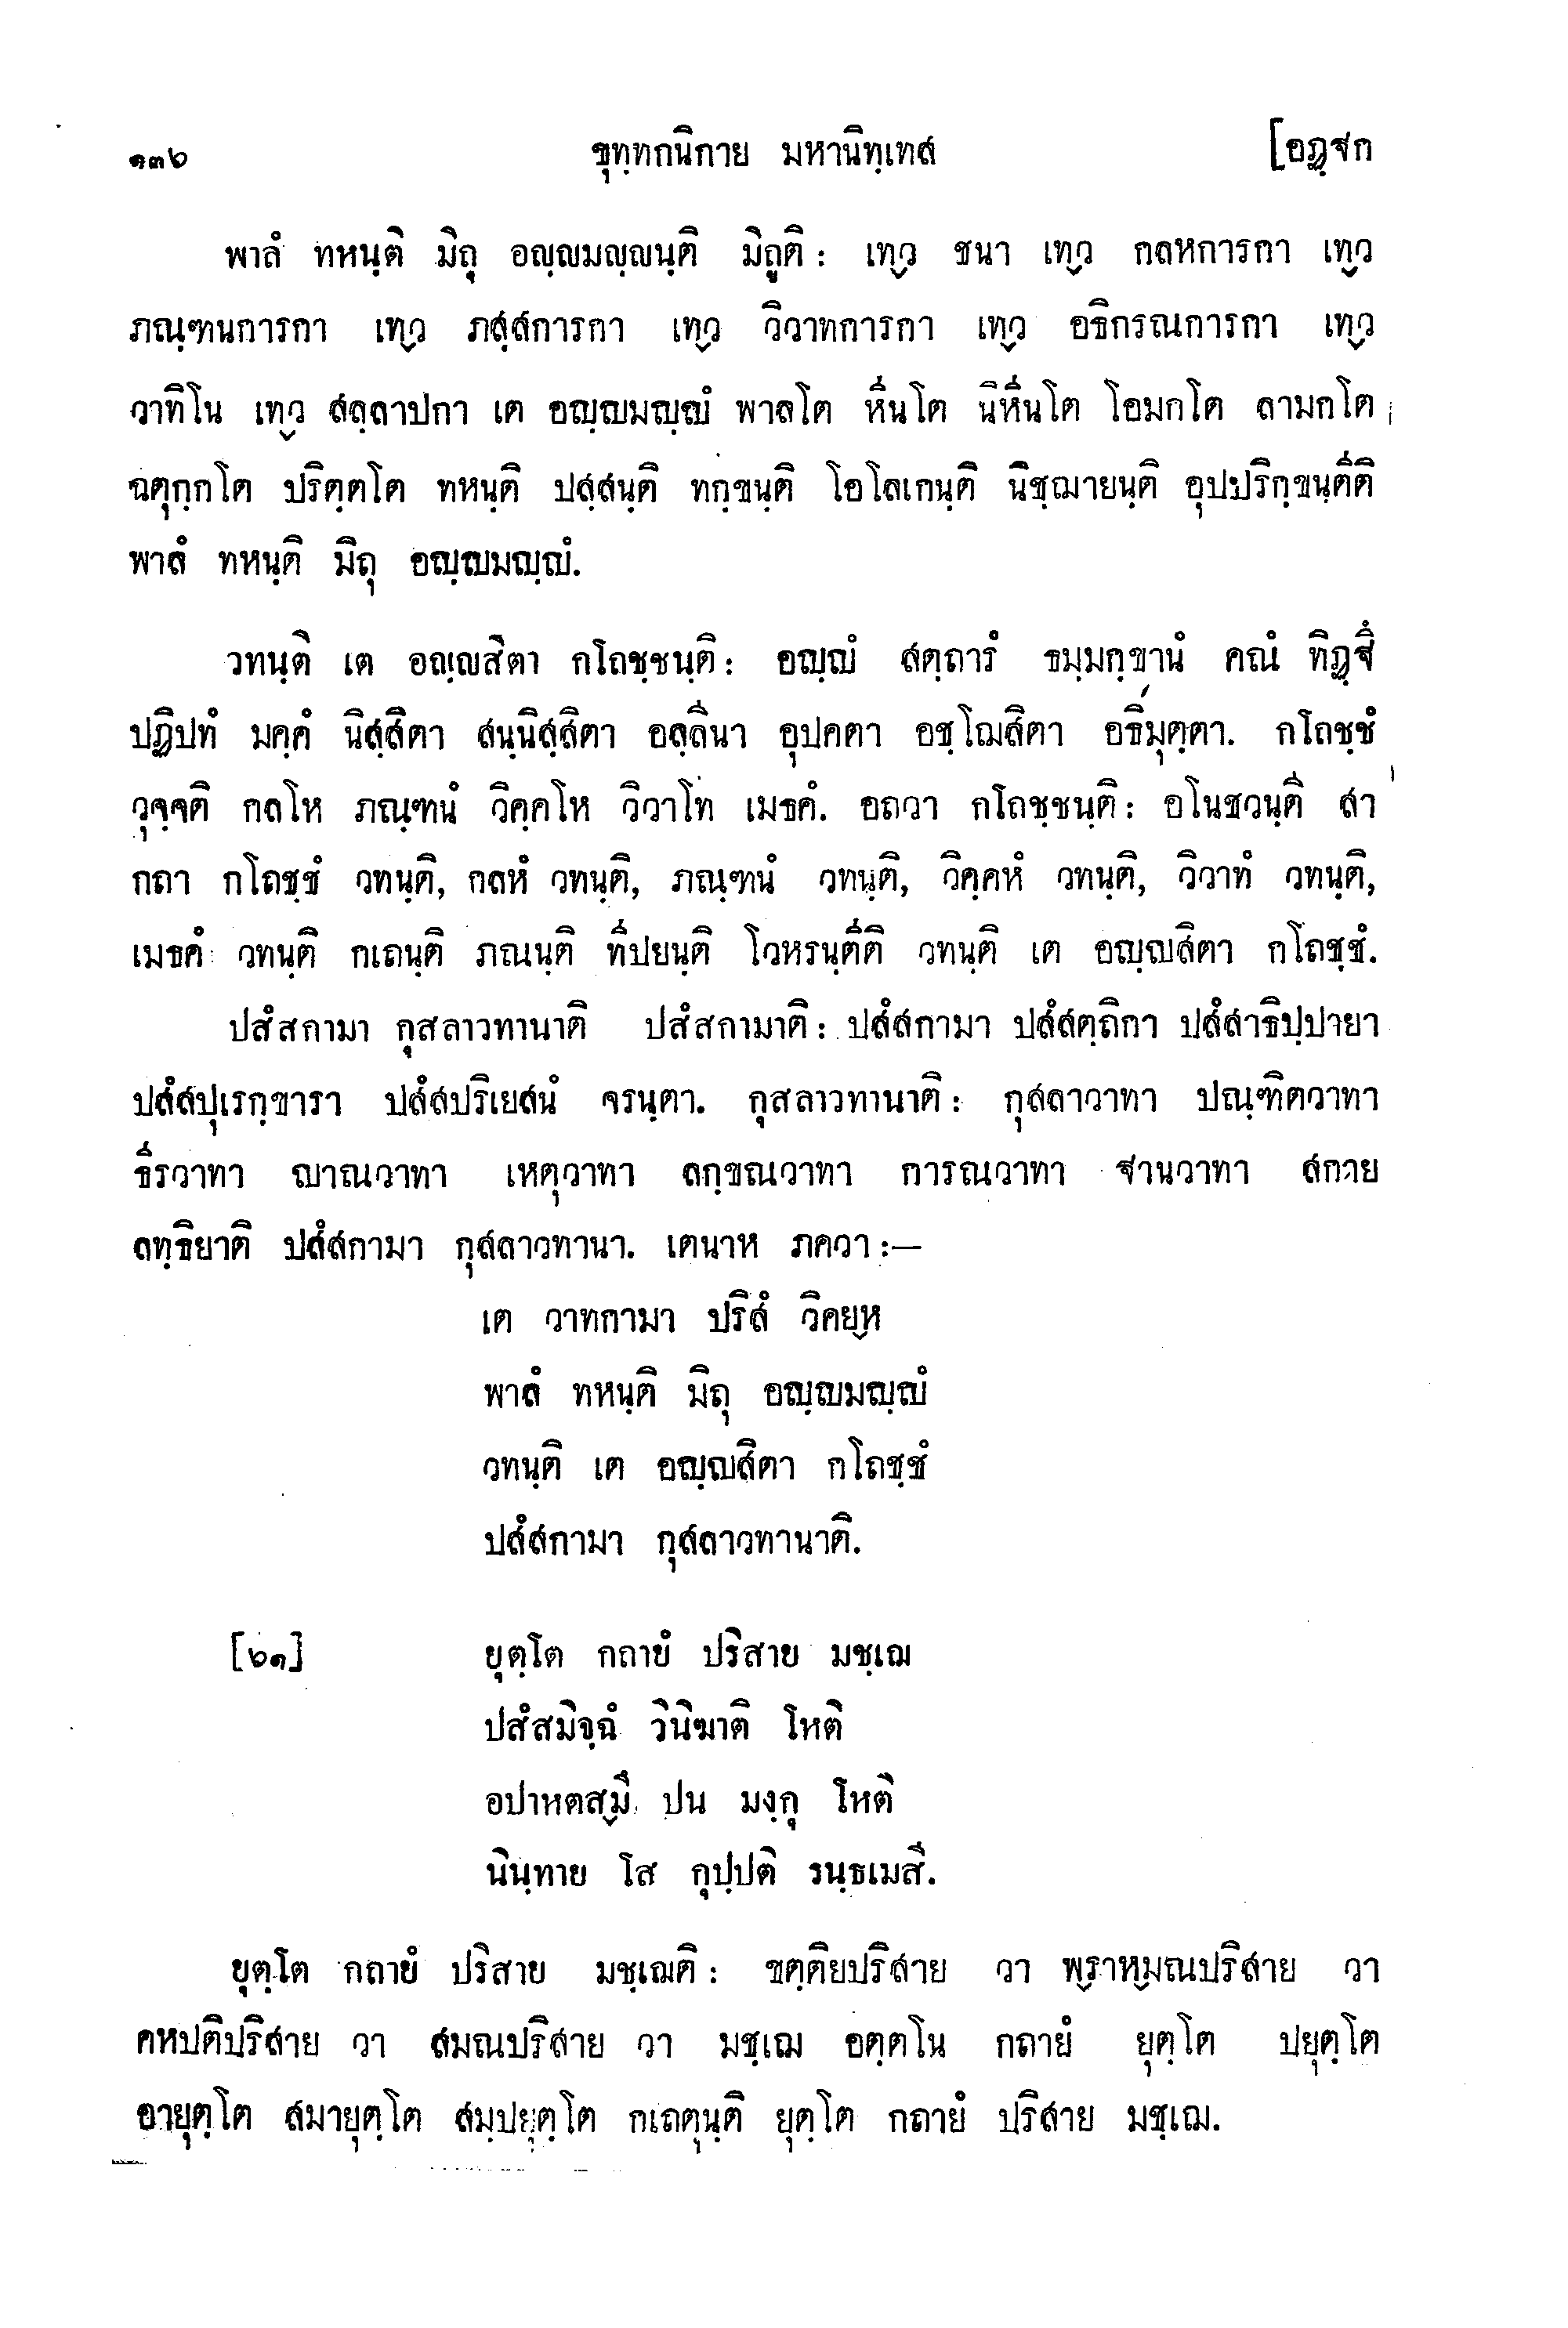 ๑๓๖ ขุทฺทกนิกาย มหานิทฺเทส [อฏฺฐก
พาลํ ทหนฺติ มิถุ อญฺญมญฺญนฺติ มิถูติ: เทฺว ชนา เทฺว กลหการกา เทฺว
ภณฺฑนการกา เทฺว ภสฺสการกา เทฺว วิวาทการกา เทฺว อธิกรณการกา เทฺว
วาทิโน เทฺว สลฺลาปกา เต อญฺญมญฺญํ พาลโต หีนโต นิหีนโต โอมกโต ลามกโต
ฉตุกฺกโต ปริตฺตโต ทหนฺติ ปสฺสนฺติ ทกฺขนฺติ โอโลเกนฺติ นิชฺฌายนฺติ อุปปริกฺขนฺตีติ
พาลํ ทหนฺติ มิถุ อญฺญมญฺญํ.
วทนฺติ เต อญฺญสิตา กโถชฺชนฺติ: อญฺญํ สตฺถารํ ธมฺมกฺขานํ คณํ ทิฏฺฐึ
ปฏิปทํ มคฺคํ นิสฺสิตา สนฺนิสฺสิตา อลฺลีนา อุปคตา อชฺโฌสิตา อธิมุตฺตา. กโถชฺชํ
วุจฺจติ กลโห ภณฺฑนํ วิคฺคโห วิวาโท เมธคํ. อถวา กโถชฺชนฺติ: อโนชวนฺตี สา
กถา กโถชฺชํ วทนฺติ, กลหํ วทนฺติ, ภณฺฑนํ วทนฺติ, วิคฺคหํ วทนฺติ, วิวาทํ วทนฺติ,
เมธคํ วทนฺติ กเถนฺติ ภณนฺติ ทีปยนฺติ โวหรนฺตีติ วทนฺติ เต อญฺญสิตา กโถชฺชํ.
ปสํสกามา กุสลาวทานาติ ปสํสกามาติ: ปสํสกามา ปสํสตฺถิกา ปสํสาธิปฺปายา
ปสํสปุเรกฺขารา ปสํสปริเยสนํ จรนฺตา. กุสลาวทานาติ: กุสลาวาทา ปณฺฑิตวาทา
ธีรวาทา ญาณวาทา เหตุวาทา ลกฺขณวาทา การณวาทา ฐานวาทา สกาย
ลทฺธิยาติ ปสํสกามา กุสลาวทานา. เตนาห ภควา:—
เต วาทกามา ปริสํ วิคยฺห
พาลํ ทหนฺติ มิถุ อญฺญมญฺญํ
วทนฺติ เต อญฺญสิตา กโถชฺชํ
ปสํสกามา กุสลาวทานาติ.
[๖๑] ยุตฺโต กถายํ ปริสาย มชฺเฌ
ปสํสมิจฺฉํ วินิฆาติ โหติ
อปาหตสฺมึ ปน มงฺกุ โหติ
นินฺทาย โส กุปฺปติ รนฺธเมสี.
ยุตฺโต กถายํ ปริสาย มชฺเฌติ: ขตฺติยปริสาย วา พฺราหฺมณปริสาย วา
คหปติปริสาย วา สมณปริสาย วา มชฺเฌ อตฺตโน กถายํ ยุตฺโต ปยุตฺโต
อายุตฺโต สมายุตฺโต สมฺปยุตฺโต กเถตุนฺติ ยุตฺโต กถายํ ปริสาย มชฺเฌ.